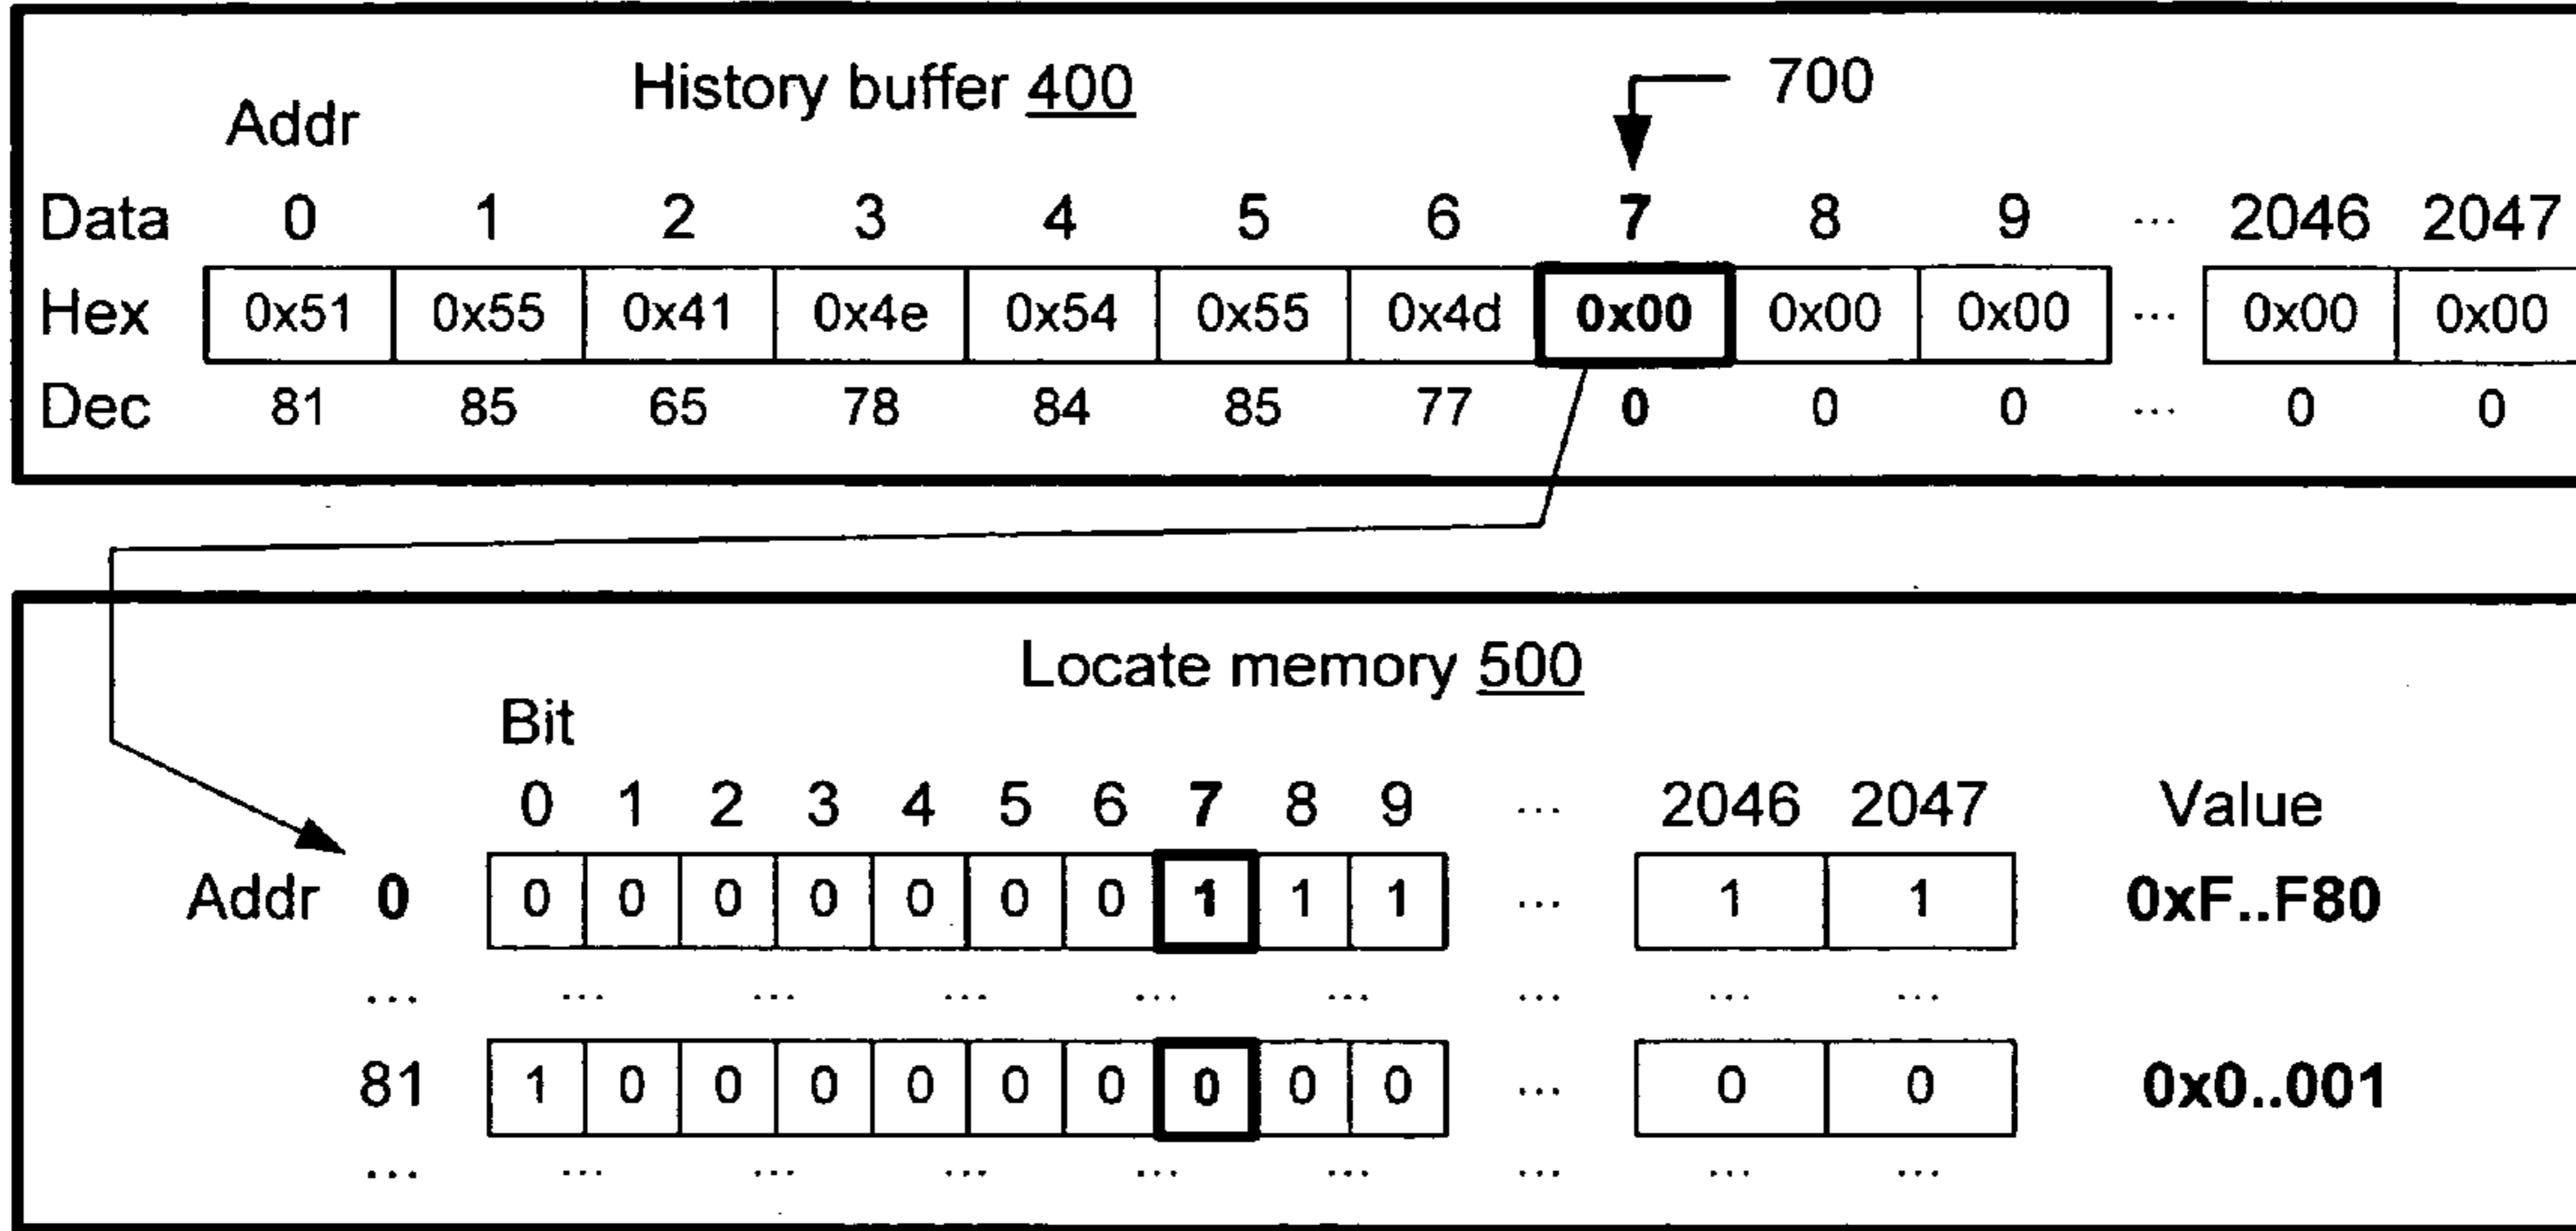 History buffer 400
700
Addr
Data 0 1 2 3 4 5 6 7 8 9 ... 2046 2047
Hex 0x51 0x55 0x41 0x4e 0x54 0x55 0x4d 0x00 0x00 0x00 ... 0x00 0x00
Dec 81 85 65 78 84 85 77 0 0 0 ... 0 0
Locate memory 500
Bit
0 1 2 3 4 5 6 7 8 9 ... 2046 2047 Value
Addr 0 0 0 0 0 0 0 0 1 1 1 ... 1 1 0xF..F80
... ... ... ... ... ... ... ... ...
81 1 0 0 0 0 0 0 0 0 0 ... 0 0 0x0..001
... ... ... ... ... ... ... ... ...